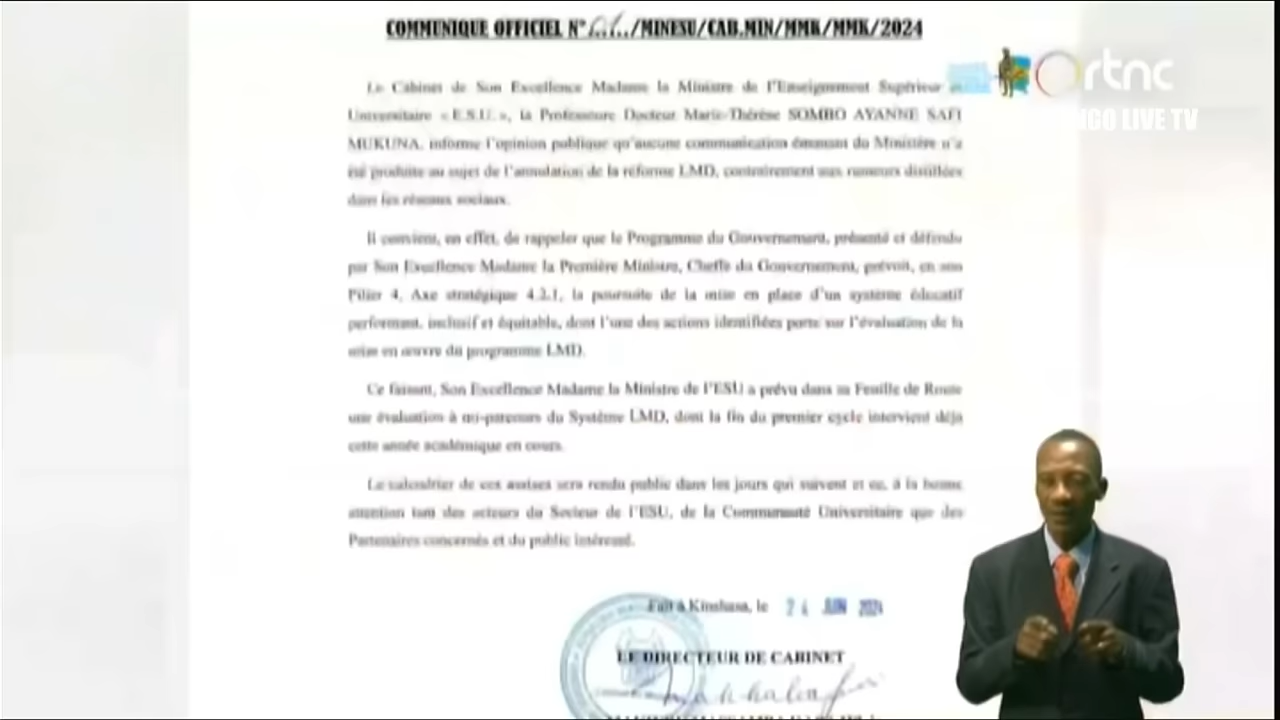 COMMUNIQUE OFFICIEL N° 01/MINESU/CAB.MIN/MMK/MMK/2024
rtnc
NGO LIVE TV
Le Cabinet de Son Excellence Madame la Ministre de l'Enseignement Supérieur et
Universitaire « E.S.U. », la Professeure Docteur Marie-Thérèse SOMBO AYANNE SAFI
MUKUNA, informe l'opinion publique qu'aucune communication émanant du Ministère n'a
été produite au sujet de l'annulation de la réforme LMD, contrairement aux rumeurs distillées
dans les réseaux sociaux.
Il convient, en effet, de rappeler que le Programme du Gouvernement, présenté et défendu
par Son Excellence Madame la Première Ministre, Cheffe du Gouvernement, prévoit, en son
Pilier 4, Axe stratégique 4.2.1, la poursuite de la mise en place d'un système éducatif
performant, inclusif et équitable, dont l'une des actions identifiées porte sur l'évaluation de la
mise en œuvre du programme LMD.
Ce faisant, Son Excellence Madame la Ministre de l'ESU a prévu dans sa Feuille de Route
une évaluation à mi-parcours du Système LMD, dont la fin du premier cycle intervient déjà
cette année académique en cours.
Le calendrier de ces assises sera rendu public dans les jours qui suivent et ce, à la bonne
attention tant des acteurs du Secteur de l'ESU, de la Communauté Universitaire que des
Partenaires concernés et du public intéressé.
Fait à Kinshasa, le 24 JUN 2024
LE DIRECTEUR DE CABINET